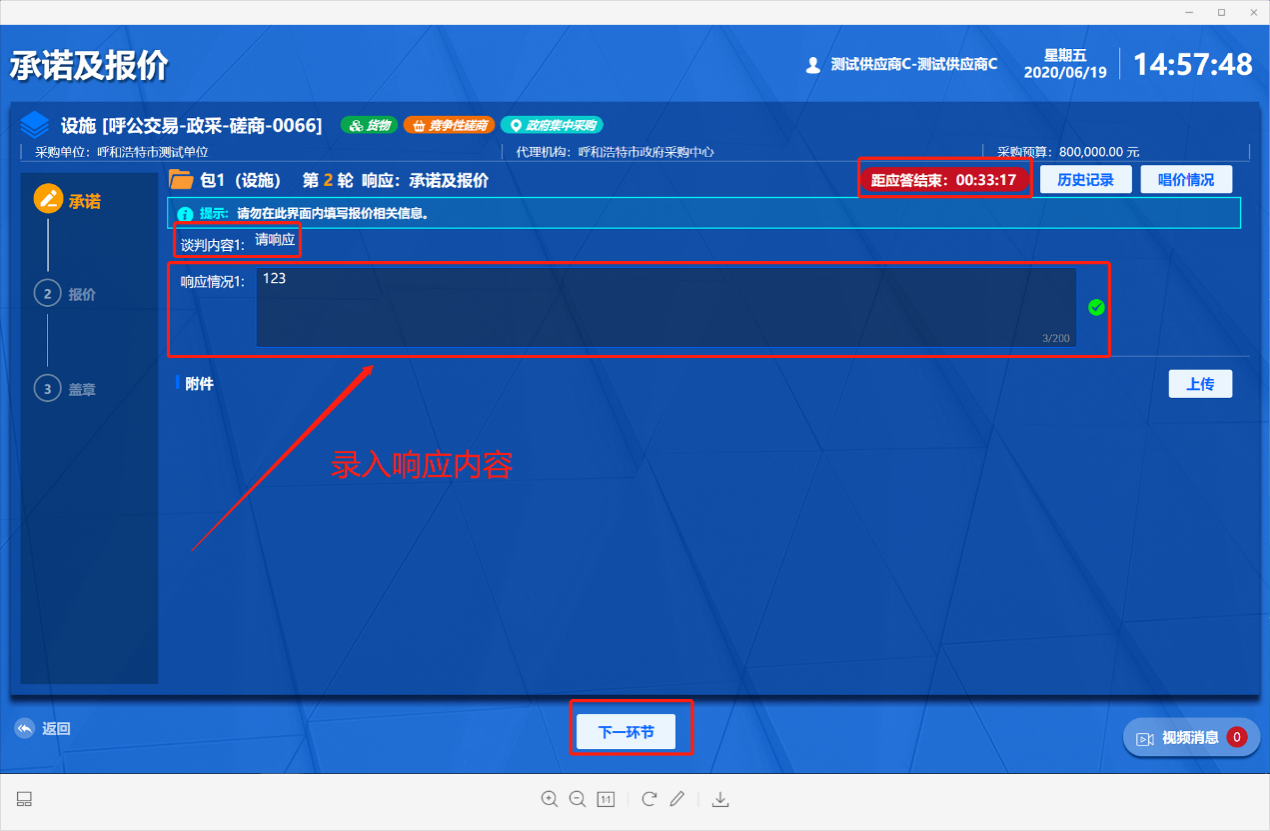 承诺及报价
测试供应商C-测试供应商C
星期五
2020/06/19
14:57:48
设施 [呼公交易-政采-磋商-0066]
货物
竞争性磋商
政府集中采购
采购单位：呼和浩特市测试单位
代理机构：呼和浩特市政府采购中心
采购预算：800,000.00 元
承诺
包1（设施） 第 2 轮 响应：承诺及报价
距应答结束：00:33:17
历史记录
唱价情况
提示：请勿在此界面内填写报价相关信息。
谈判内容1： 请响应
响应情况1： 123
3/200
2 报价
附件
上传
3 盖章
录入响应内容
返回
下一环节
视频消息 0
1:1